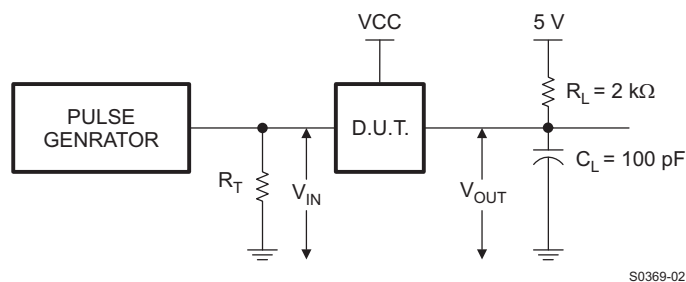 VCC
5 V
PULSE
GENRATOR
D.U.T.
R_L = 2 kΩ
C_L = 100 pF
R_T
V_IN
V_OUT
S0369-02